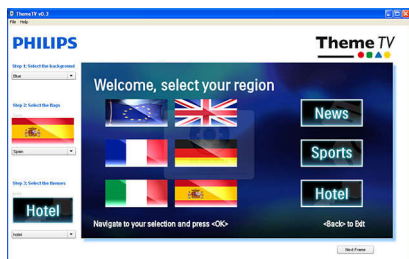 ThemeTV v0.3
File Help
PHILIPS
Theme TV
Step 1: Select the background
Blue
Welcome, select your region
Step 2: Select the flags
News
Spain
Sports
Step 3: Select the themes
Hotel
Hotel
hotel
Navigate to your selection and press <OK>
<Back> to Exit
Next Frame